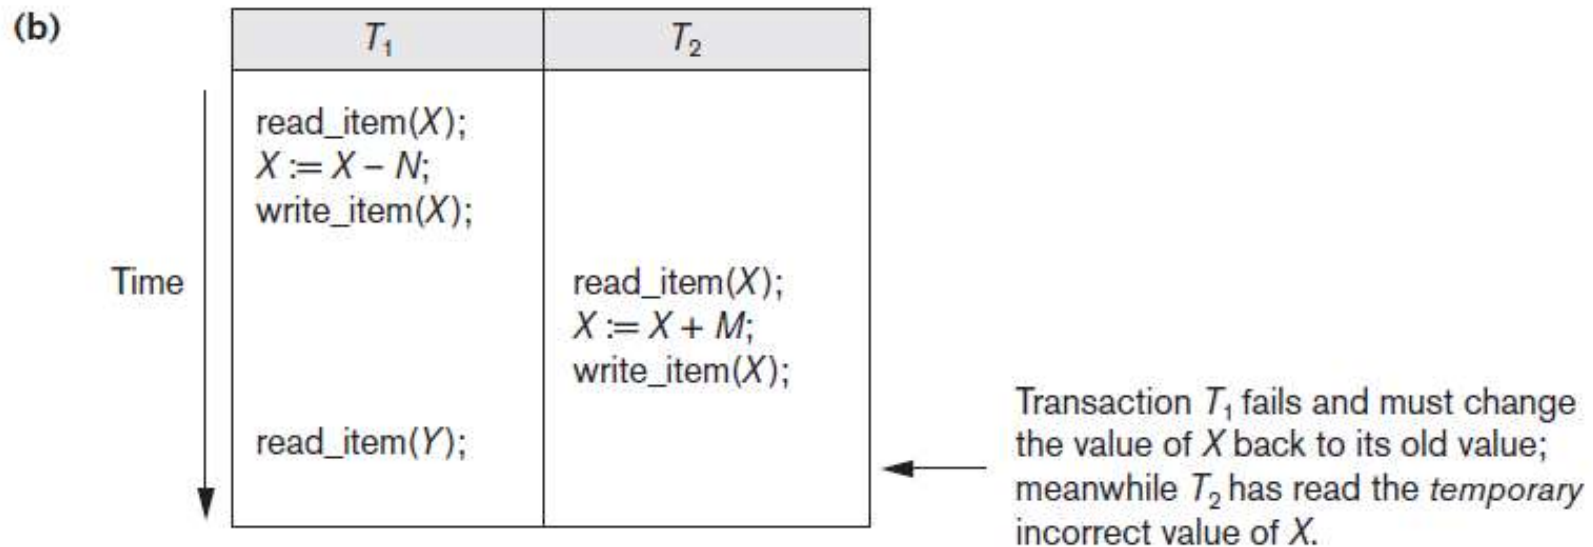 (b)
T₁ T₂
read_item(X);
X := X – N;
write_item(X);
Time
read_item(X);
X := X + M;
write_item(X);
read_item(Y);
Transaction T₁ fails and must change
the value of X back to its old value;
meanwhile T₂ has read the temporary
incorrect value of X.